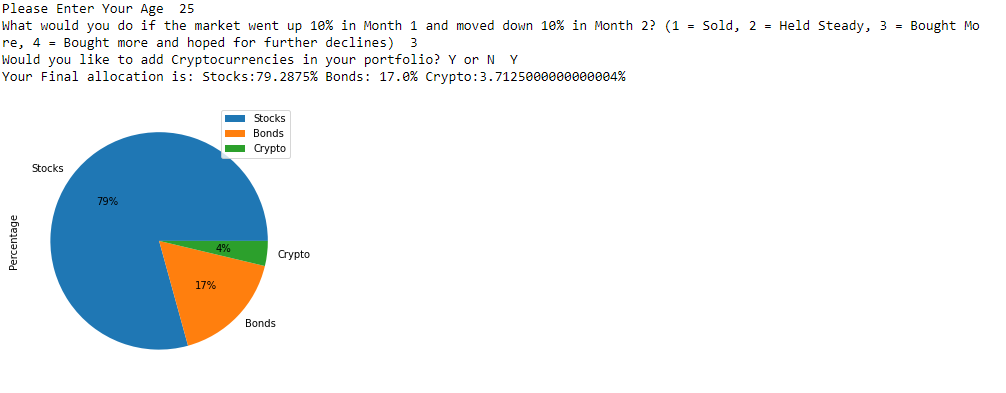 Please Enter Your Age  25
What would you do if the market went up 10% in Month 1 and moved down 10% in Month 2? (1 = Sold, 2 = Held Steady, 3 = Bought Mo
re, 4 = Bought more and hoped for further declines)  3
Would you like to add Cryptocurrencies in your portfolio? Y or N  Y
Your Final allocation is: Stocks:79.2875% Bonds: 17.0% Crypto:3.7125000000000004%
Stocks
Bonds
Crypto
Stocks
79%
Percentage
4%
Crypto
17%
Bonds